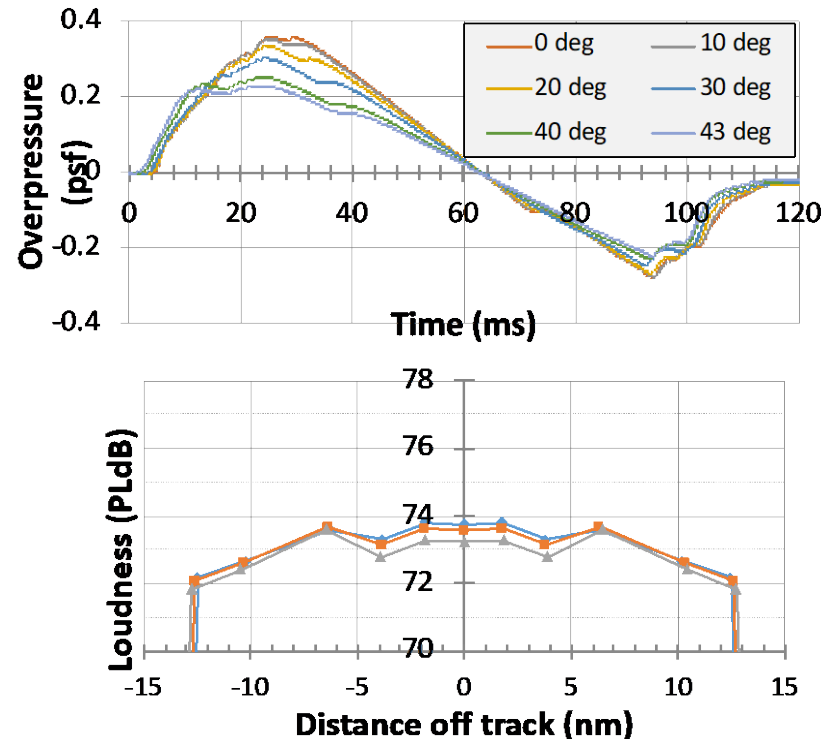 0.4
0.2
0
-0.2
-0.4
Overpressure
(psf)
0 deg 10 deg
20 deg 30 deg
40 deg 43 deg
0 20 40 60 80 100 120
Time (ms)
78
76
74
72
70
Loudness (PLdB)
-15 -10 -5 0 5 10 15
Distance off track (nm)